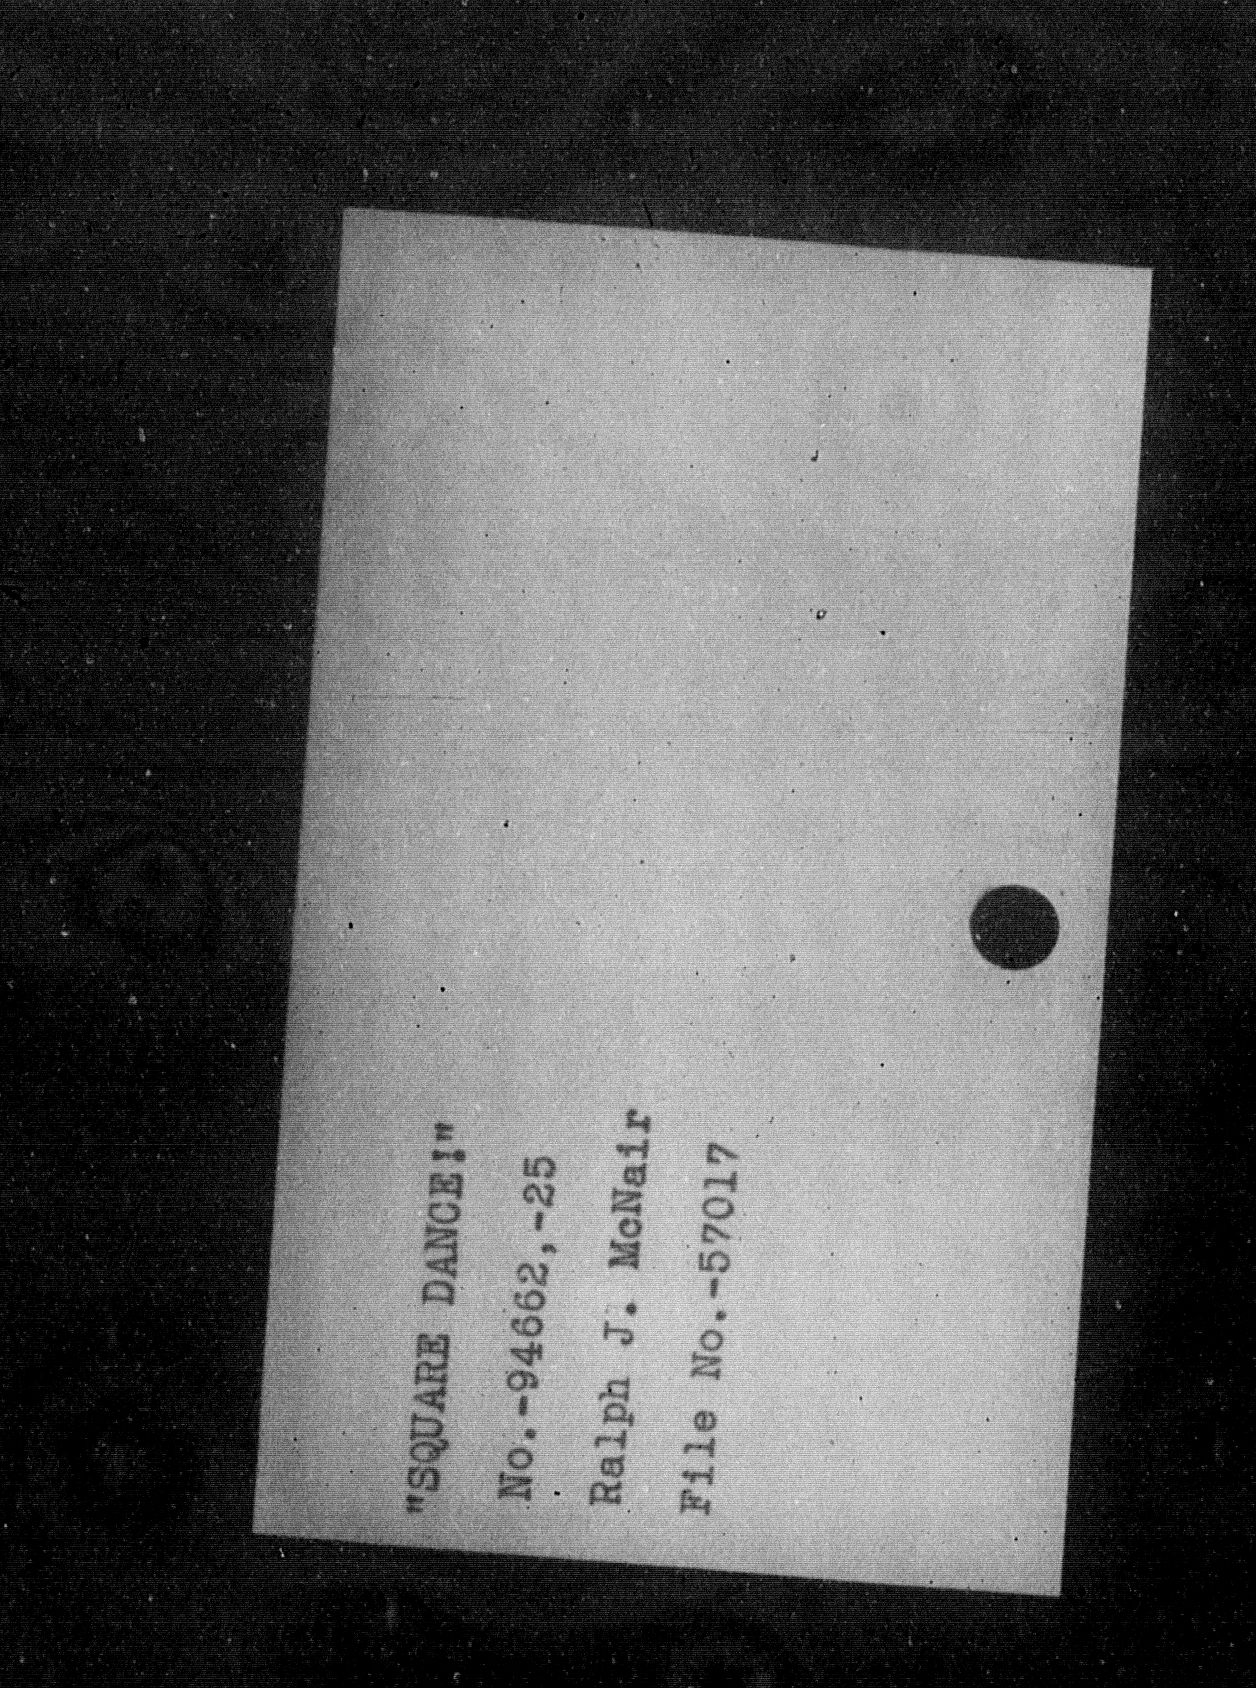 "SQUARE DANCE!"
No.-94662,-25
Ralph J. McNair
File No.-57017